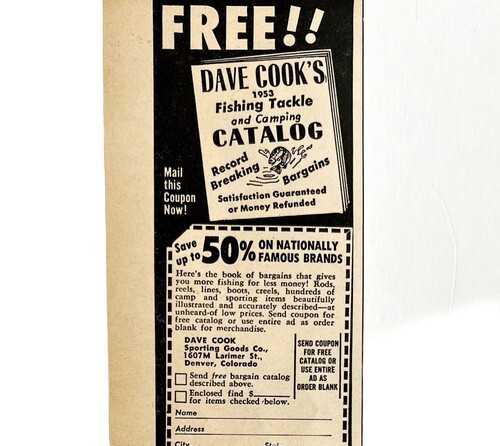 FREE!!
DAVE COOK'S
1953
Fishing Tackle
and Camping
CATALOG
Record
Breaking
Bargains
Satisfaction Guaranteed
or Money Refunded
Mail
this
Coupon
Now!
Save
up to 50% ON NATIONALLY
FAMOUS BRANDS
Here's the book of bargains that gives
you more fishing for less money! Rods,
reels, lines, boots, creels, hundreds of
camp and sporting items beautifully
illustrated and accurately described—at
unheard-of low prices. Send coupon for
free catalog or use entire ad as order
blank for merchandise.
DAVE COOK
Sporting Goods Co.,
1607M Larimer St.,
Denver, Colorado
Send free bargain catalog
described above.
Enclosed find $
for items checked below.
SEND COUPON
FOR FREE
CATALOG OR
USE ENTIRE
AD AS
ORDER BLANK
Name
Address
City State